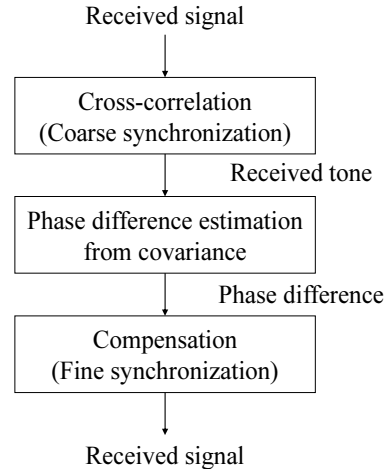 Received signal
Cross-correlation
(Coarse synchronization)
Received tone
Phase difference estimation
from covariance
Phase difference
Compensation
(Fine synchronization)
Received signal